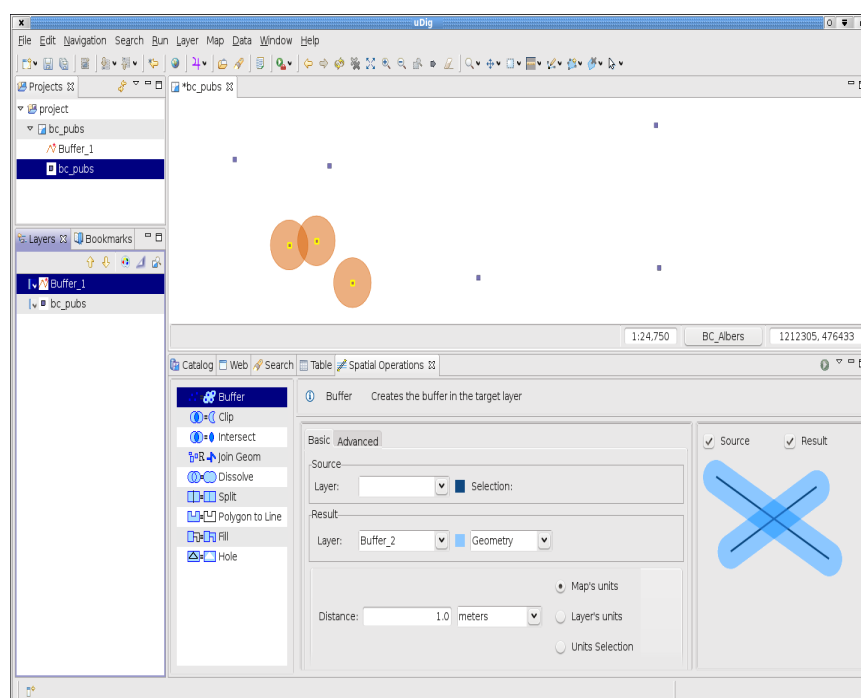 uDig
File Edit Navigation Search Run Layer Map Data Window Help
Projects
*bc_pubs
project
bc_pubs
Buffer_1
bc_pubs
Layers Bookmarks
Buffer_1
bc_pubs
1:24,750 BC_Albers 1212305, 476433
Catalog Web Search Table Spatial Operations
Buffer
Clip
Intersect
Join Geom
Dissolve
Split
Polygon to Line
Fill
Hole
Buffer Creates the buffer in the target layer
Basic Advanced
Source
Layer: Selection:
Result
Layer: Buffer_2 Geometry
Distance: 1.0 meters
Map's units
Layer's units
Units Selection
Source Result